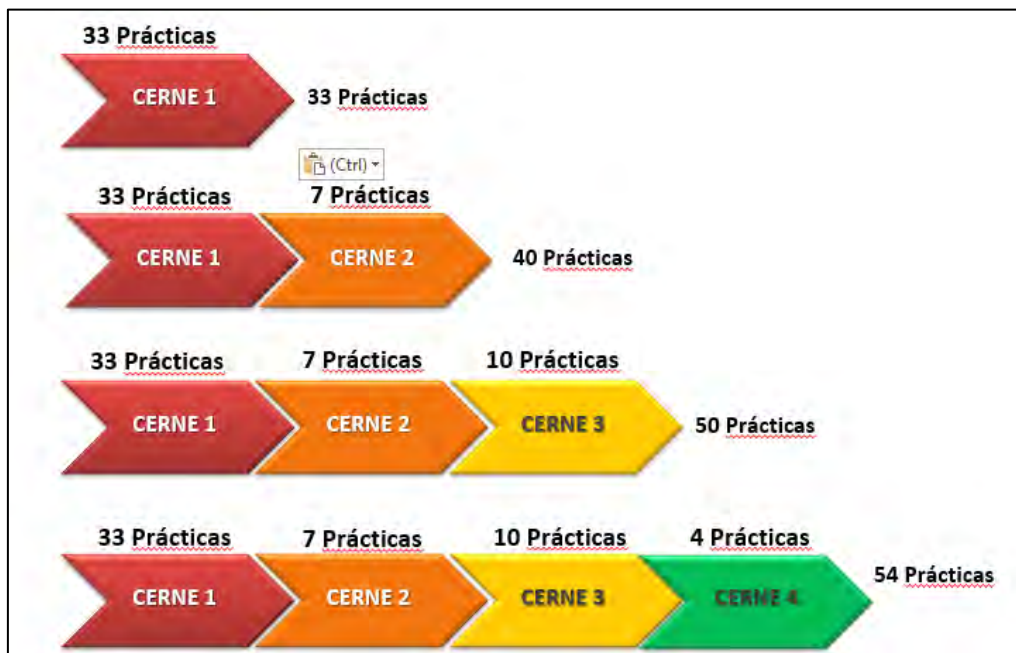 33 Prácticas
CERNE 1
33 Prácticas
(Ctrl)
33 Prácticas 7 Prácticas
CERNE 1 CERNE 2
40 Prácticas
33 Prácticas 7 Prácticas 10 Prácticas
CERNE 1 CERNE 2 CERNE 3
50 Prácticas
33 Prácticas 7 Prácticas 10 Prácticas 4 Prácticas
CERNE 1 CERNE 2 CERNE 3 CERNE 4
54 Prácticas